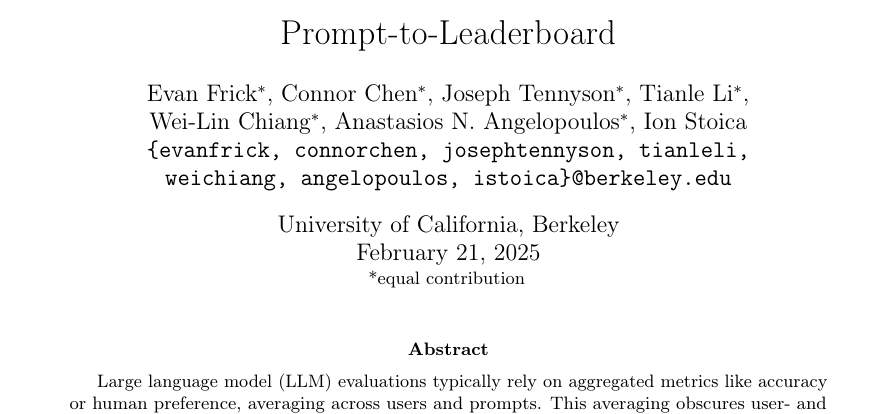 Prompt-to-Leaderboard
Evan Frick*, Connor Chen*, Joseph Tennyson*, Tianle Li*,
Wei-Lin Chiang*, Anastasios N. Angelopoulos*, Ion Stoica
{evanfrick, connorchen, josephtennyson, tianleli,
weichiang, angelopoulos, istoica}@berkeley.edu
University of California, Berkeley
February 21, 2025
*equal contribution
Abstract
Large language model (LLM) evaluations typically rely on aggregated metrics like accuracy
or human preference, averaging across users and prompts. This averaging obscures user- and